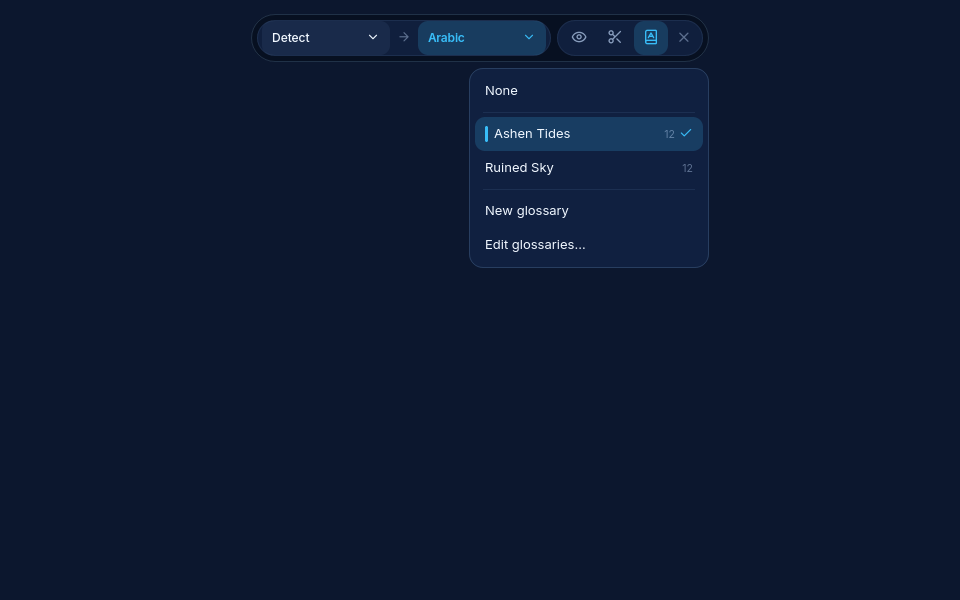 Detect
Arabic
None
Ashen Tides 12
Ruined Sky 12
New glossary
Edit glossaries...